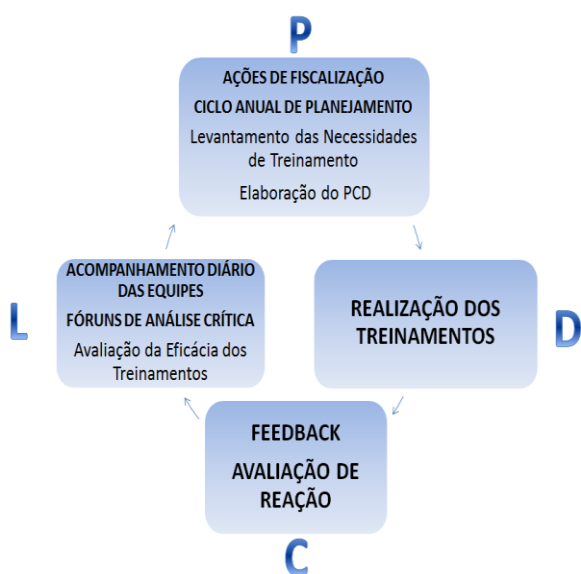 P
AÇÕES DE FISCALIZAÇÃO
CICLO ANUAL DE PLANEJAMENTO
Levantamento das Necessidades
de Treinamento
Elaboração do PCD
D
REALIZAÇÃO DOS
TREINAMENTOS
C
FEEDBACK
AVALIAÇÃO DE
REAÇÃO
L
ACOMPANHAMENTO DIÁRIO
DAS EQUIPES
FÓRUNS DE ANÁLISE CRÍTICA
Avaliação da Eficácia dos
Treinamentos